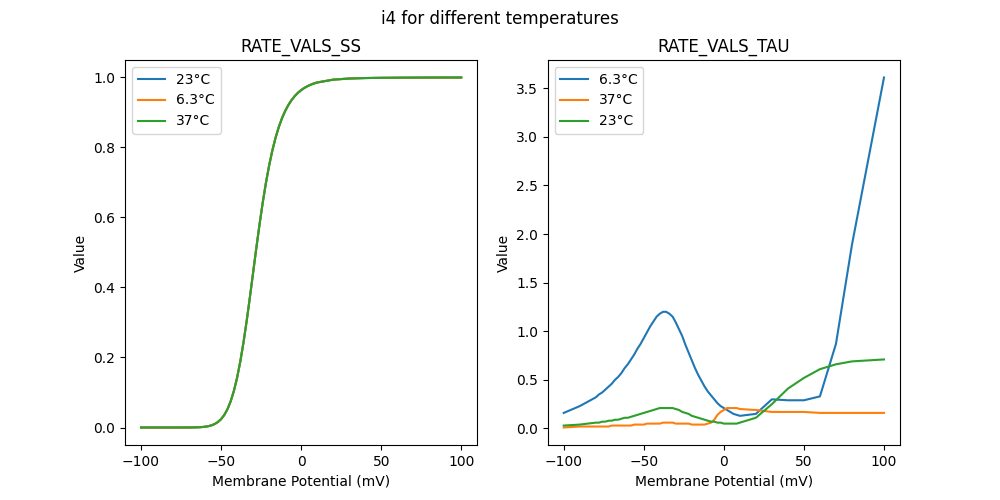 i4 for different temperatures
RATE_VALS_SS
23°C
6.3°C
37°C
1.0
0.8
0.6
0.4
0.2
0.0
Value
−100
−50
0
50
100
Membrane Potential (mV)
RATE_VALS_TAU
6.3°C
37°C
23°C
3.5
3.0
2.5
2.0
1.5
1.0
0.5
0.0
Value
−100
−50
0
50
100
Membrane Potential (mV)